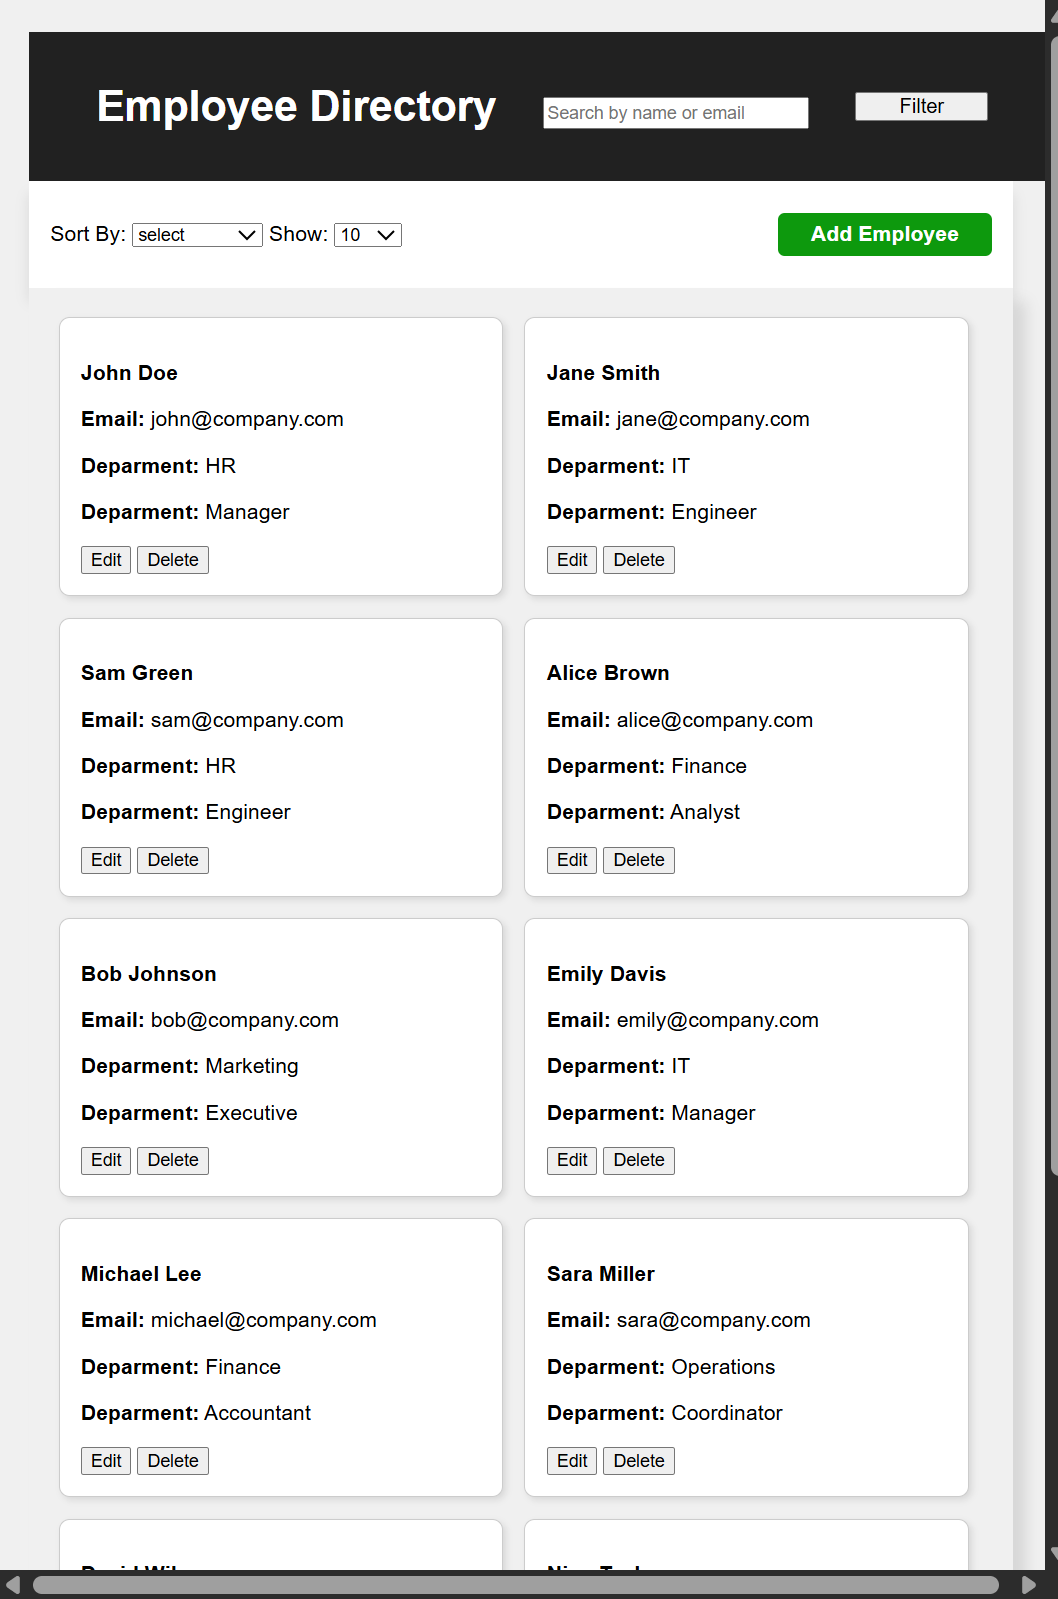 Employee Directory
Search by name or email
Filter
Sort By: select Show: 10
Add Employee
John Doe
Email: john@company.com
Deparment: HR
Deparment: Manager
Edit Delete
Jane Smith
Email: jane@company.com
Deparment: IT
Deparment: Engineer
Edit Delete
Sam Green
Email: sam@company.com
Deparment: HR
Deparment: Engineer
Edit Delete
Alice Brown
Email: alice@company.com
Deparment: Finance
Deparment: Analyst
Edit Delete
Bob Johnson
Email: bob@company.com
Deparment: Marketing
Deparment: Executive
Edit Delete
Emily Davis
Email: emily@company.com
Deparment: IT
Deparment: Manager
Edit Delete
Michael Lee
Email: michael@company.com
Deparment: Finance
Deparment: Accountant
Edit Delete
Sara Miller
Email: sara@company.com
Deparment: Operations
Deparment: Coordinator
Edit Delete